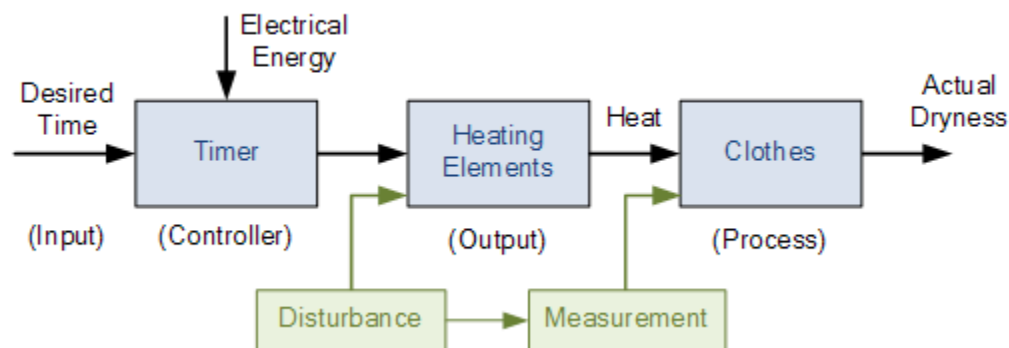 Electrical
Energy
Desired
Time
Timer
Heating
Elements
Heat
Clothes
Actual
Dryness
(Input)
(Controller)
(Output)
(Process)
Disturbance
Measurement